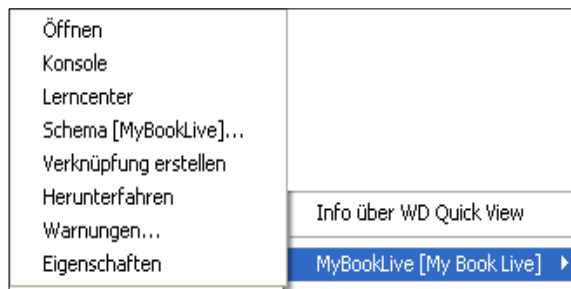 Öffnen
Konsole
Lerncenter
Schema [MyBookLive]...
Verknüpfung erstellen
Herunterfahren
Warnungen...
Eigenschaften
Info über WD Quick View
MyBookLive [My Book Live]